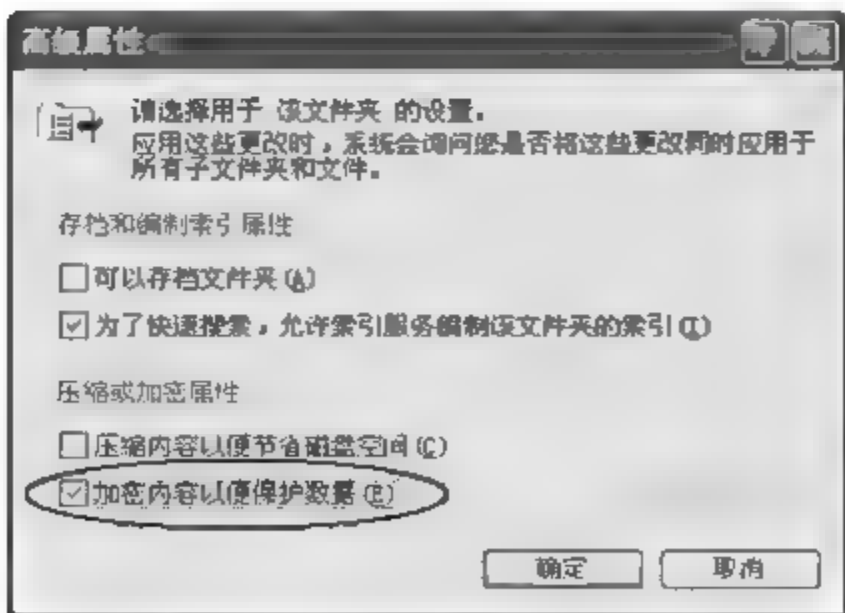 高级属性
请选择用于 该文件夹 的设置。
应用这些更改时，系统会询问您是否将这些更改同时应用于
所有子文件夹和文件。
存档和编制索引属性
可以存档文件夹(A)
为了快速搜索，允许索引服务编制该文件夹的索引(I)
压缩或加密属性
压缩内容以便节省磁盘空间(C)
加密内容以便保护数据(E)
确定 取消